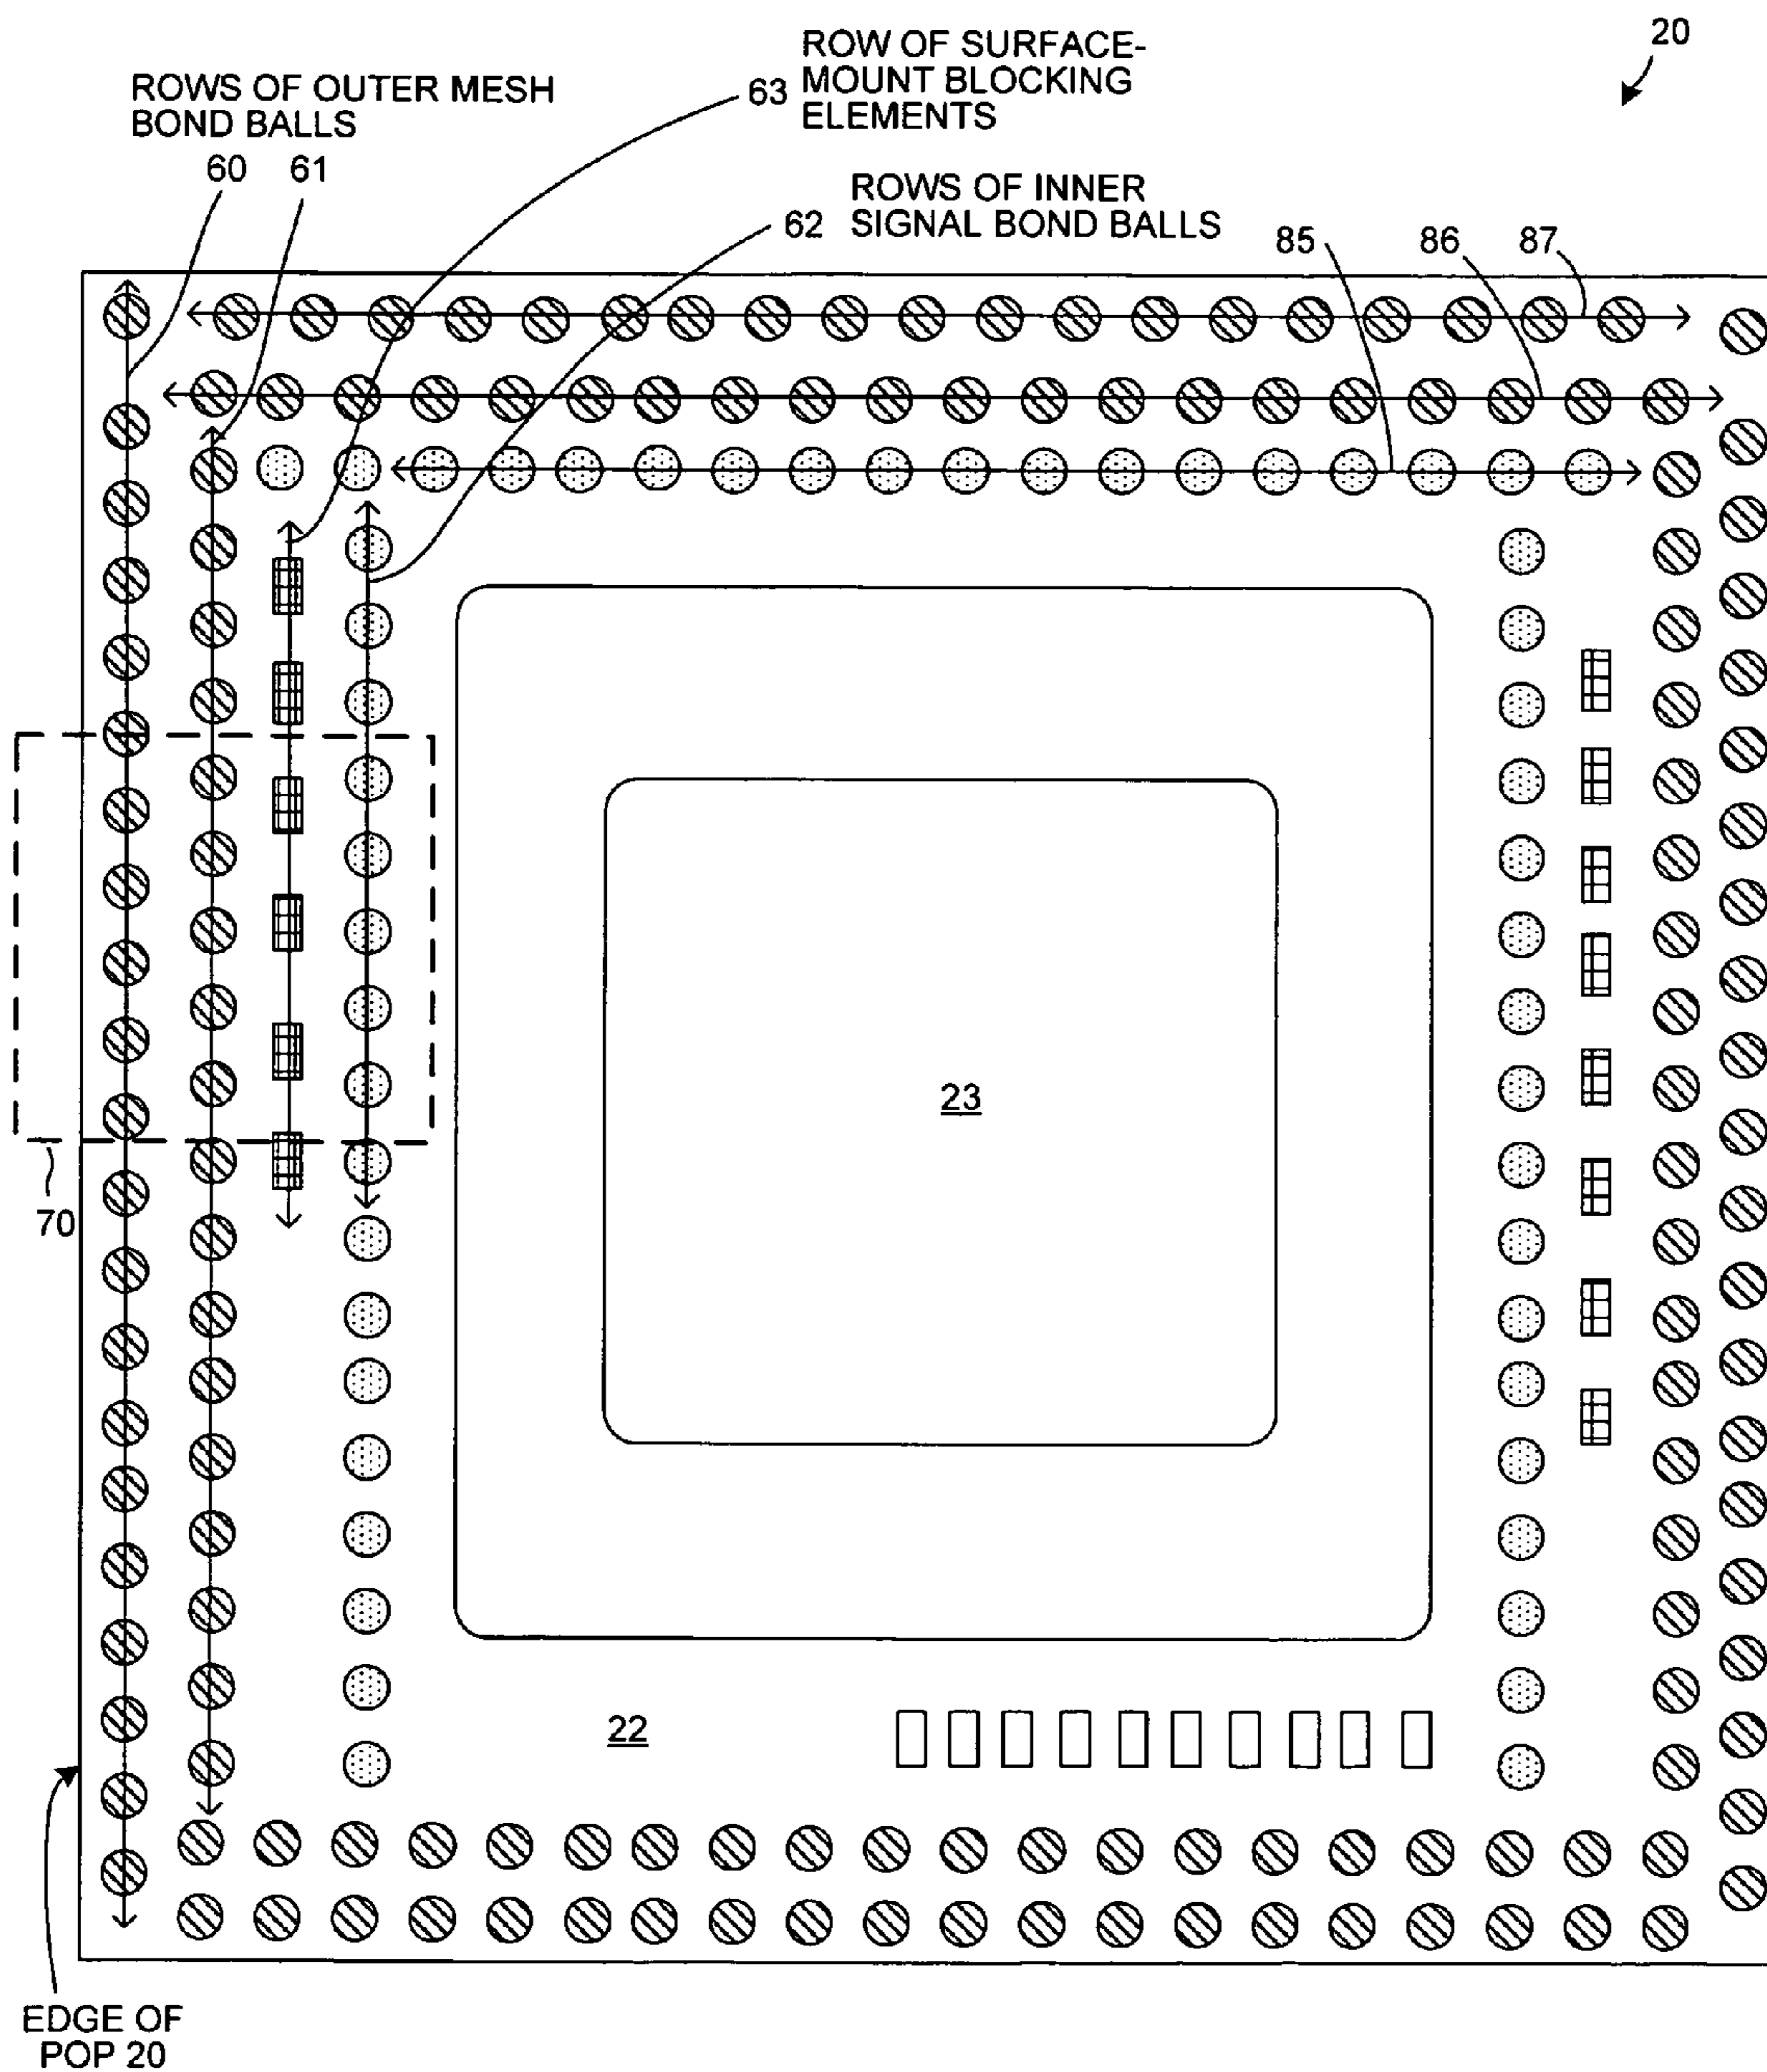 20
ROW OF SURFACE-
63 MOUNT BLOCKING
ELEMENTS
ROWS OF OUTER MESH
BOND BALLS
60 61
ROWS OF INNER
62 SIGNAL BOND BALLS
85 86 87
23
70
22
EDGE OF
POP 20